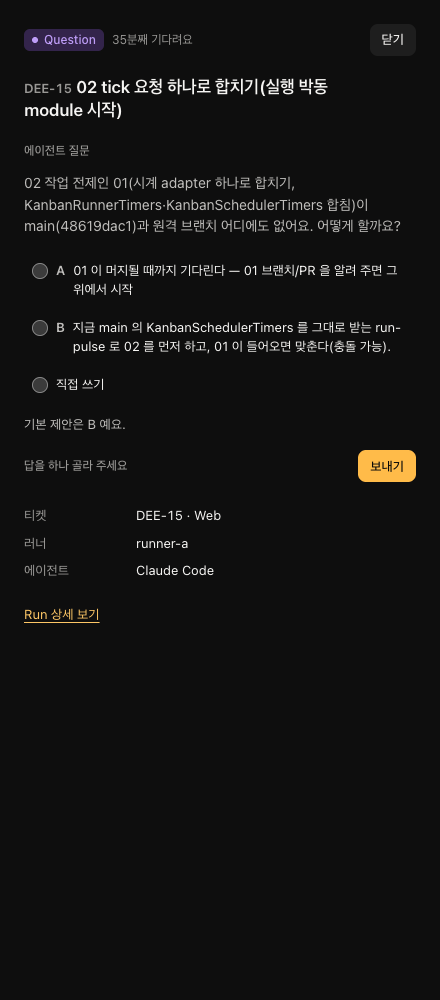 Question
35분째 기다려요
닫기
DEE-15 02 tick 요청 하나로 합치기(실행 박동
module 시작)
에이전트 질문
02 작업 전제인 01(시계 adapter 하나로 합치기,
KanbanRunnerTimers·KanbanSchedulerTimers 합침)이
main(48619dac1)과 원격 브랜치 어디에도 없어요. 어떻게 할까요?
A 01 이 머지될 때까지 기다린다 — 01 브랜치/PR 을 알려 주면 그
위에서 시작
B 지금 main 의 KanbanSchedulerTimers 를 그대로 받는 run-
pulse 로 02 를 먼저 하고, 01 이 들어오면 맞춘다(충돌 가능).
직접 쓰기
기본 제안은 B 예요.
답을 하나 골라 주세요
보내기
티켓 DEE-15 · Web
러너 runner-a
에이전트 Claude Code
Run 상세 보기